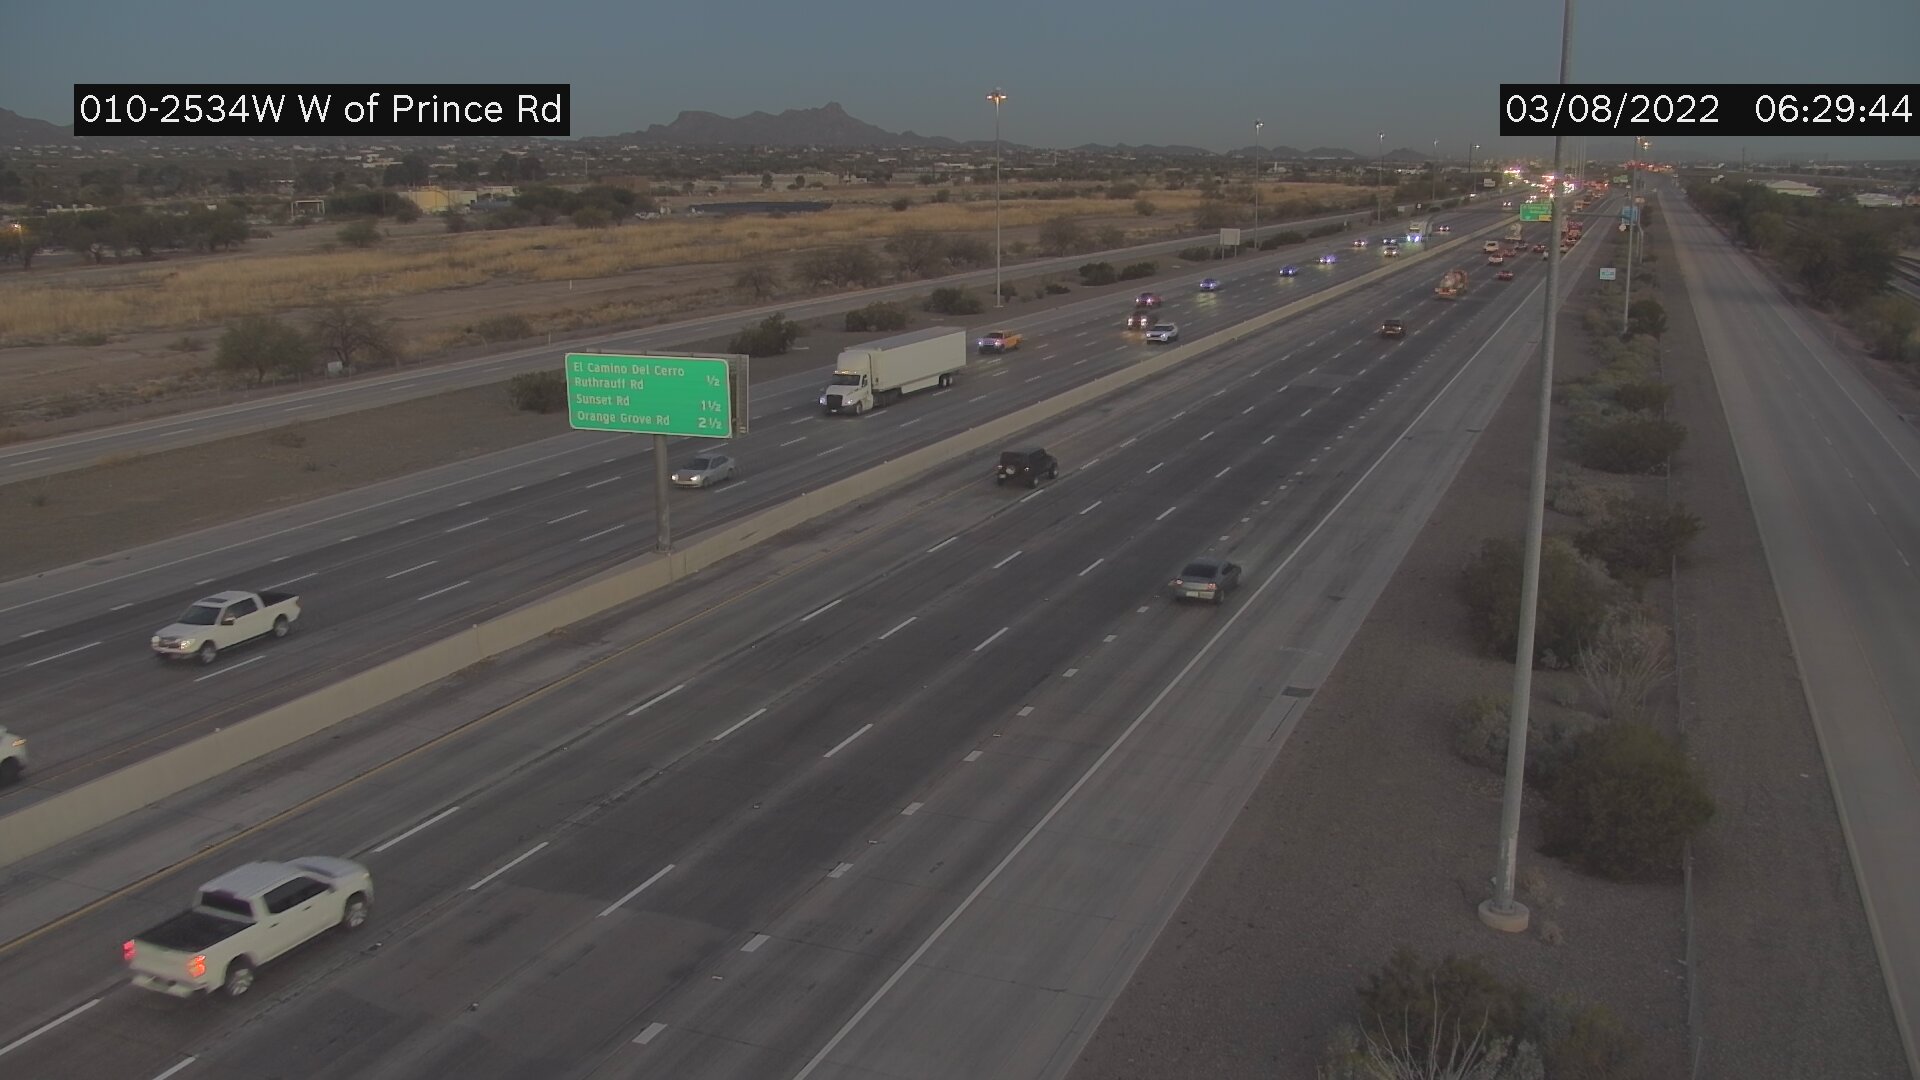 010-2534W W of Prince Rd
03/08/2022 06:29:44
El Camino Del Cerro
Ruthrauff Rd 1/2
Sunset Rd 1 1/2
Orange Grove Rd 2 1/2